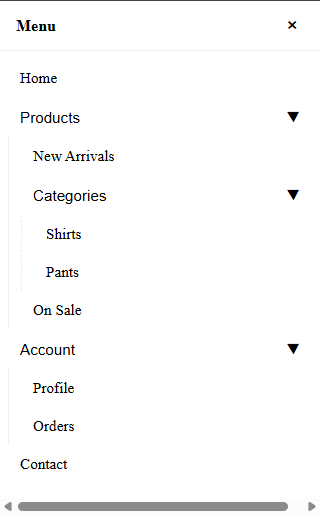 Menu ×
Home
Products ▼
New Arrivals
Categories ▼
Shirts
Pants
On Sale
Account ▼
Profile
Orders
Contact